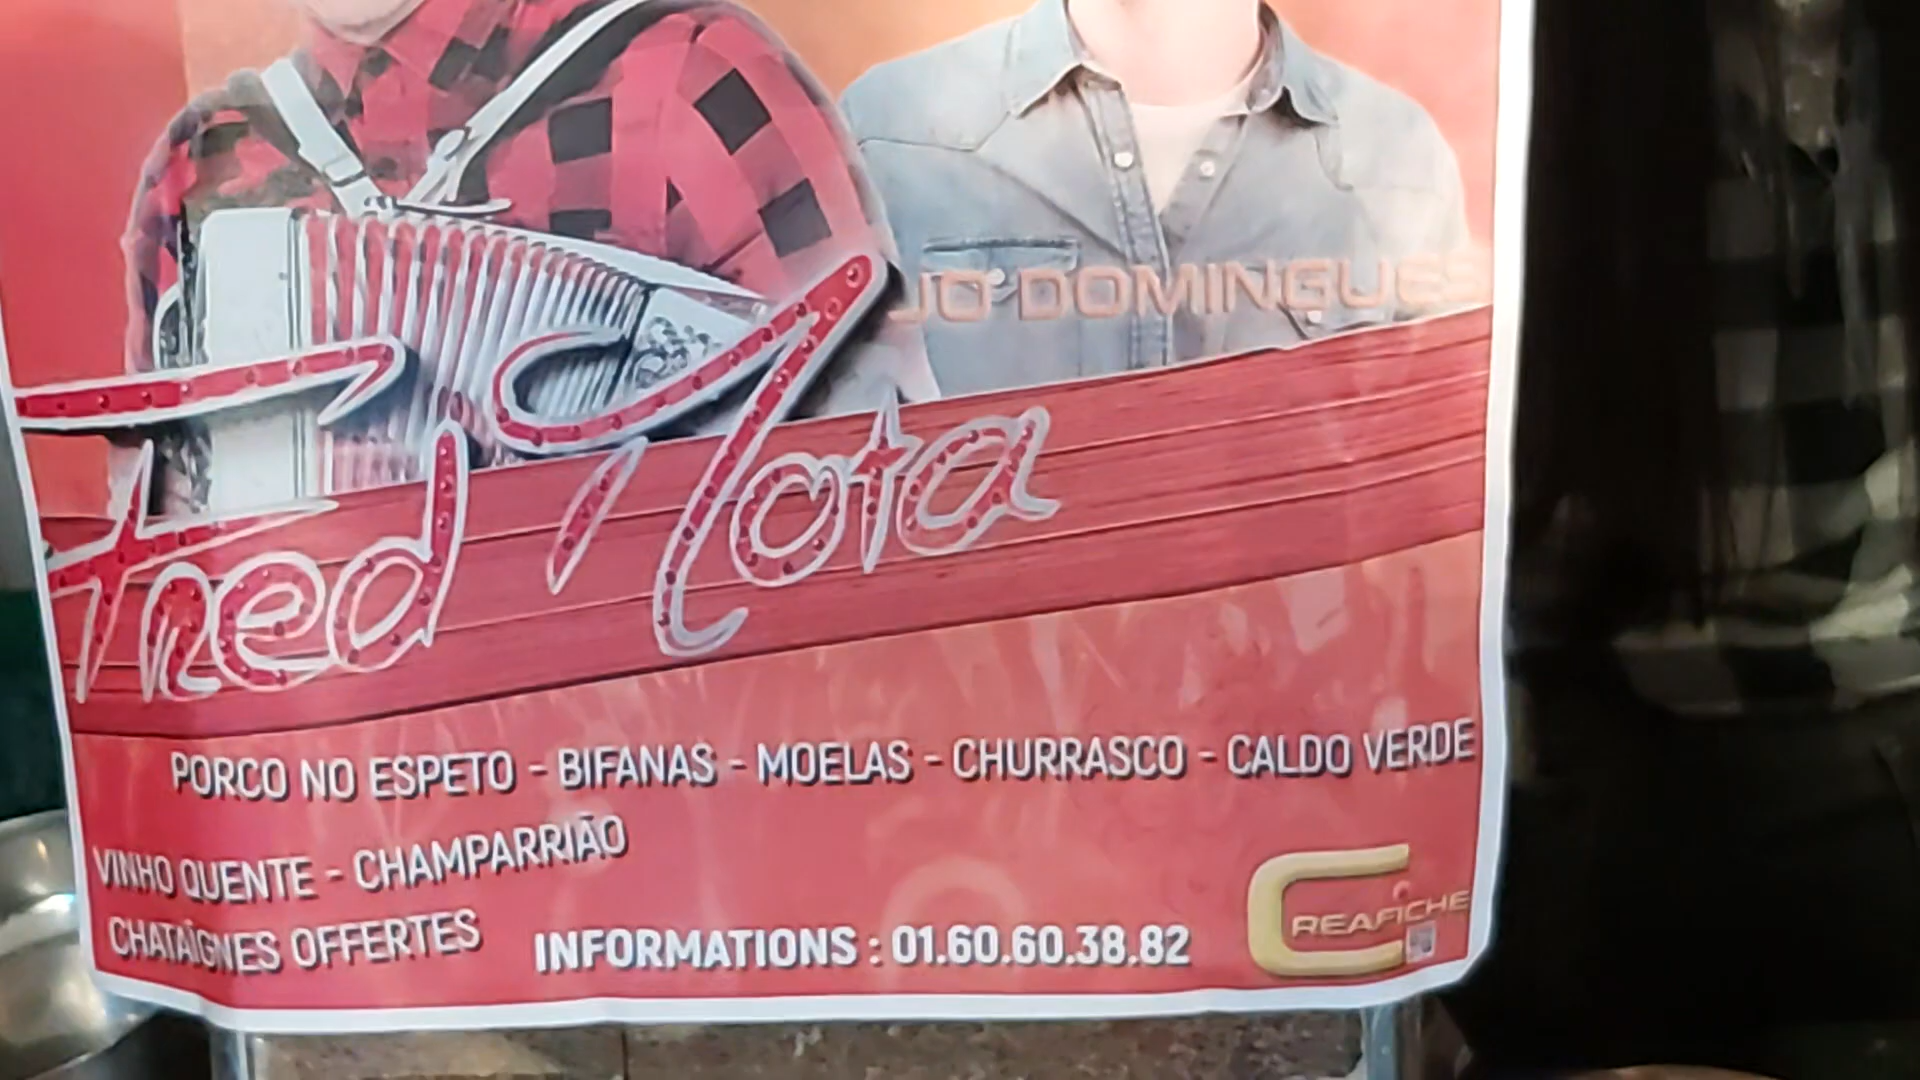 JO DOMINGUES
Fred Mota
PORCO NO ESPETO - BIFANAS - MOELAS - CHURRASCO - CALDO VERDE
VINHO QUENTE - CHAMPARRIÃO
CHATAÎGNES OFFERTES
INFORMATIONS : 01.60.60.38.82
CREAFICHE